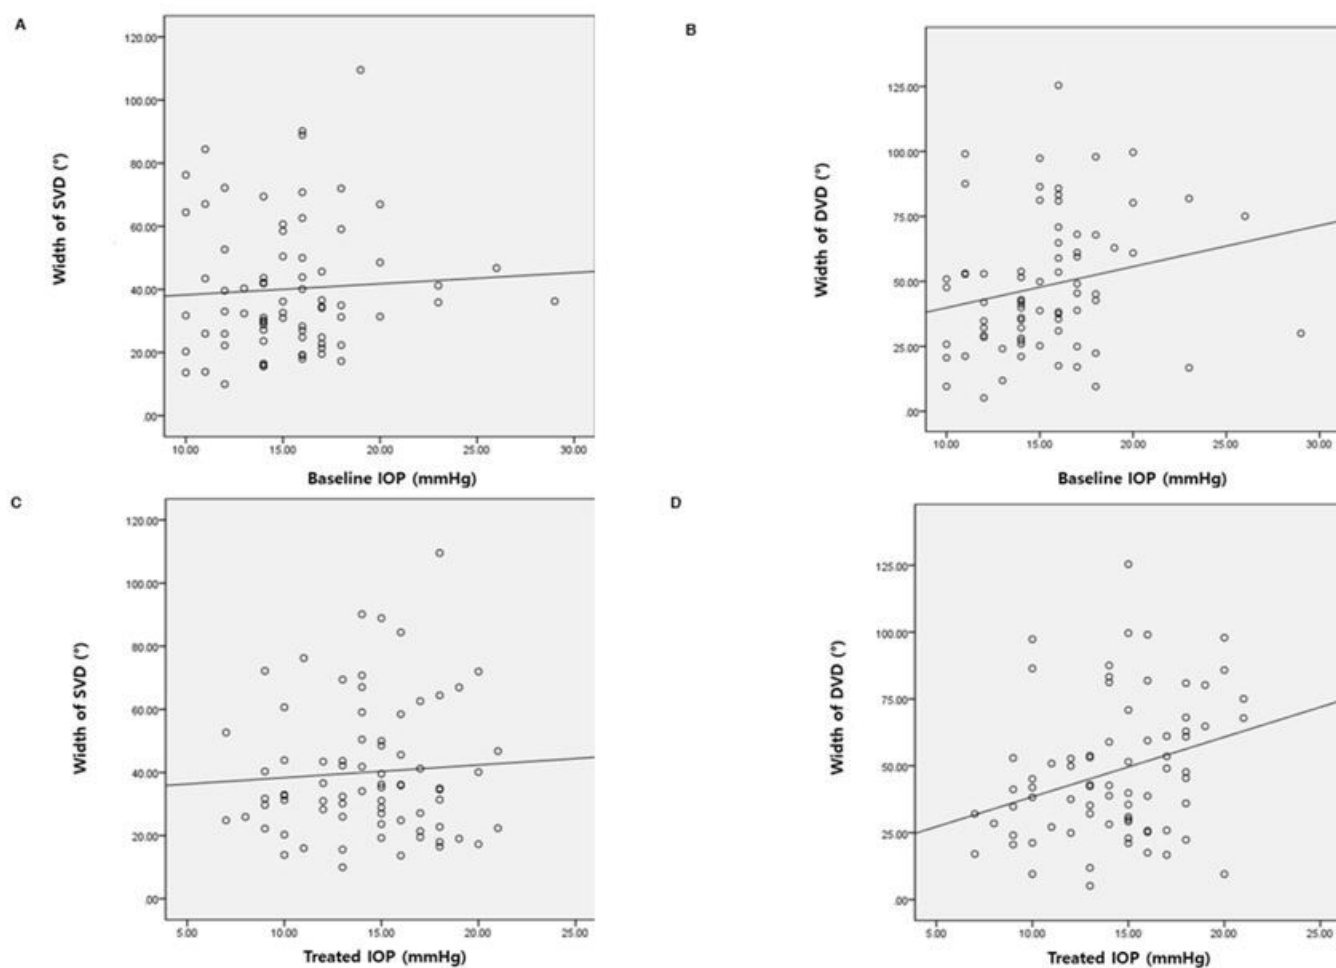 A
120.00
100.00
80.00
60.00
40.00
20.00
.00
Width of SVD (°)
10.00 15.00 20.00 25.00 30.00
Baseline IOP (mmHg)
B
125.00
100.00
75.00
50.00
25.00
.00
Width of DVD (°)
10.00 15.00 20.00 25.00 30.00
Baseline IOP (mmHg)
C
120.00
100.00
80.00
60.00
40.00
20.00
.00
Width of SVD (°)
5.00 10.00 15.00 20.00 25.00
Treated IOP (mmHg)
D
125.00
100.00
75.00
50.00
25.00
.00
Width of DVD (°)
5.00 10.00 15.00 20.00 25.00
Treated IOP (mmHg)